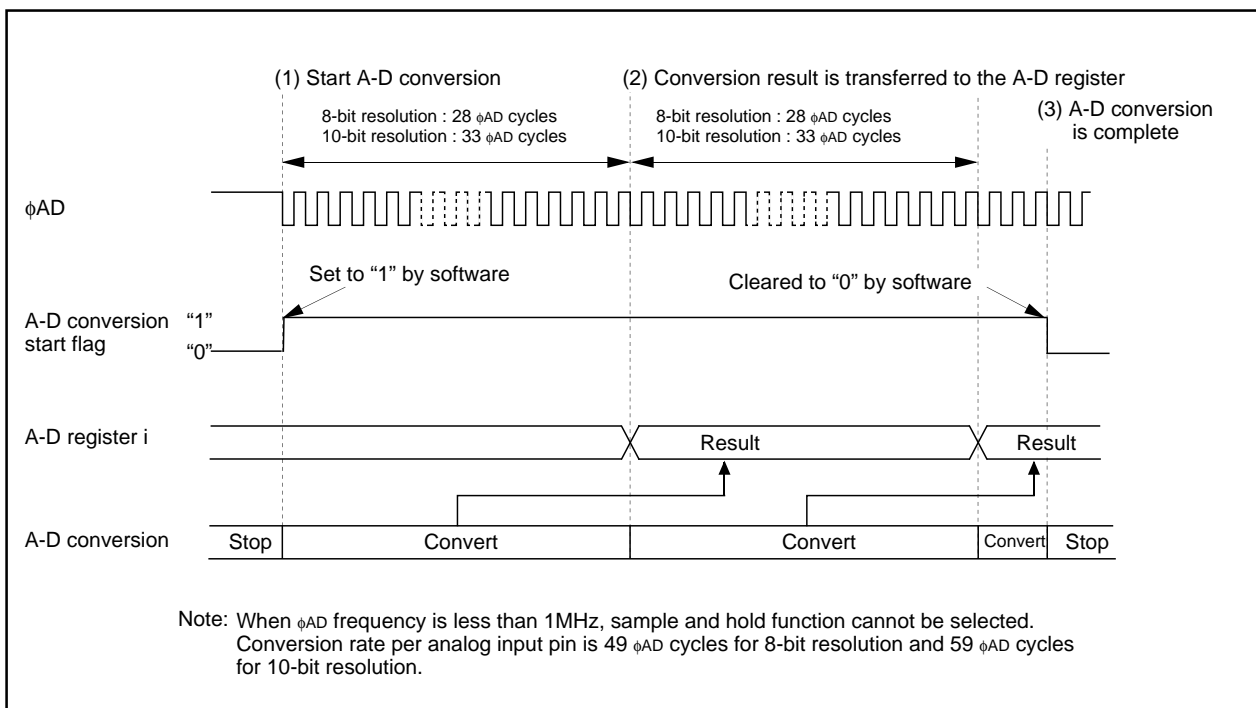 (1) Start A-D conversion
(2) Conversion result is transferred to the A-D register
(3) A-D conversion
is complete
8-bit resolution : 28 ϕAD cycles
10-bit resolution : 33 ϕAD cycles
8-bit resolution : 28 ϕAD cycles
10-bit resolution : 33 ϕAD cycles
ϕAD
Set to “1” by software
Cleared to “0” by software
A-D conversion
start flag
“1”
“0”
A-D register i
Result
Result
A-D conversion
Stop
Convert
Convert
Convert
Stop
Note: When ϕAD frequency is less than 1MHz, sample and hold function cannot be selected.
Conversion rate per analog input pin is 49 ϕAD cycles for 8-bit resolution and 59 ϕAD cycles
for 10-bit resolution.